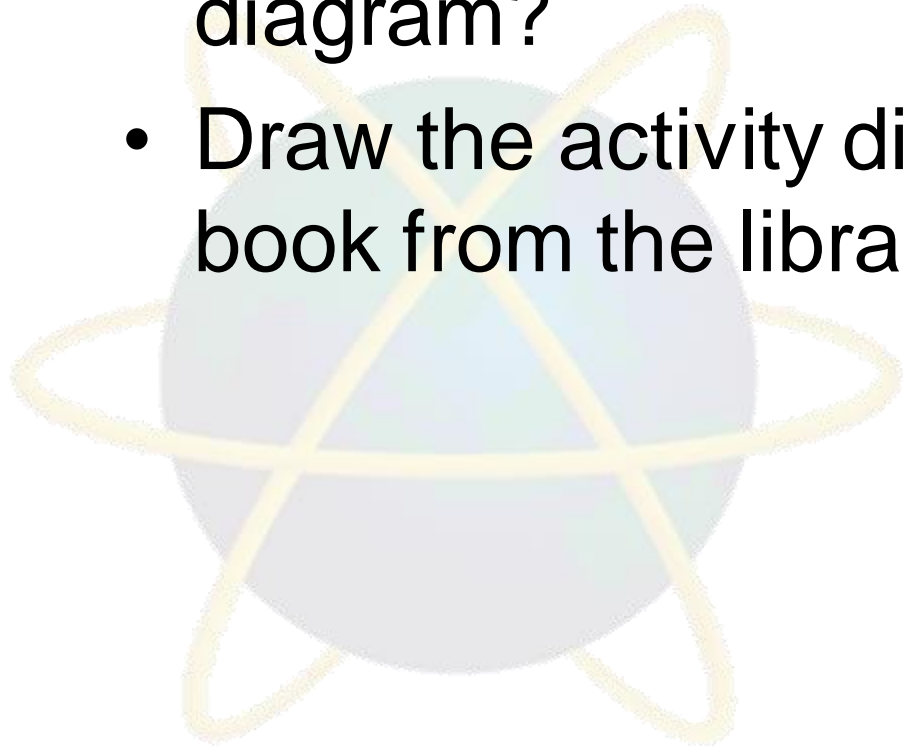 diagram?
• Draw the activity di
book from the libra